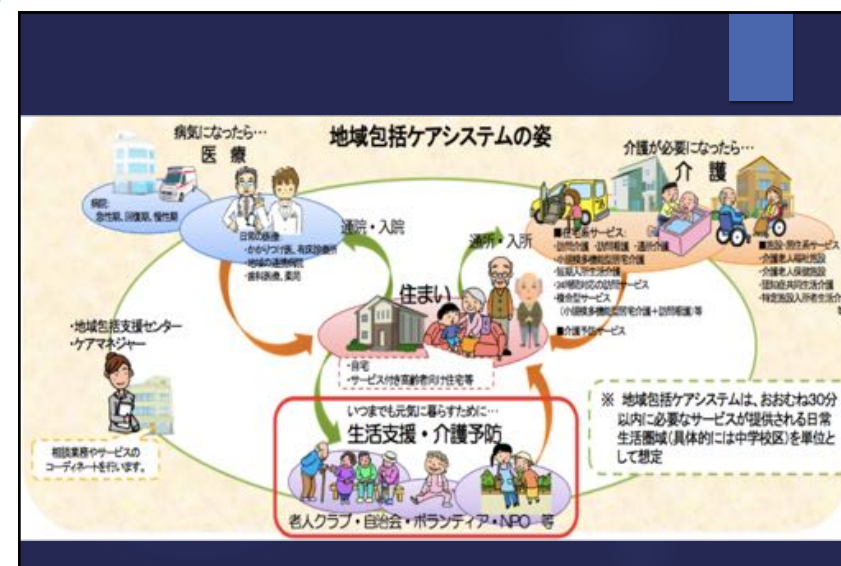 地域包括ケアシステムの姿
病気になったら…
医 療
病院:
急性期、回復期、慢性期
日常の医療:
・かかりつけ医、有床診療所
・地域の連携病院
・歯科医療、薬局
通院・入院
通所・入所
介護が必要になったら…
介 護
■在宅系サービス:
・訪問介護・訪問看護・通所介護
・小規模多機能型居宅介護
・短期入所生活介護
・24時間対応の訪問サービス
・複合型サービス
(小規模多機能型居宅介護+訪問看護)等
■介護予防サービス
■施設・居住系サービス
・介護老人福祉施設
・介護老人保健施設
・認知症共同生活介護
・特定施設入所者生活介
等
住まい
・自宅
・サービス付き高齢者向け住宅等
・地域包括支援センター
・ケアマネジャー
相談業務やサービスの
コーディネートを行います。
いつまでも元気に暮らすために…
生活支援・介護予防
老人クラブ・自治会・ボランティア・NPO 等
※ 地域包括ケアシステムは、おおむね30分
以内に必要なサービスが提供される日常
生活圏域(具体的には中学校区)を単位と
して想定